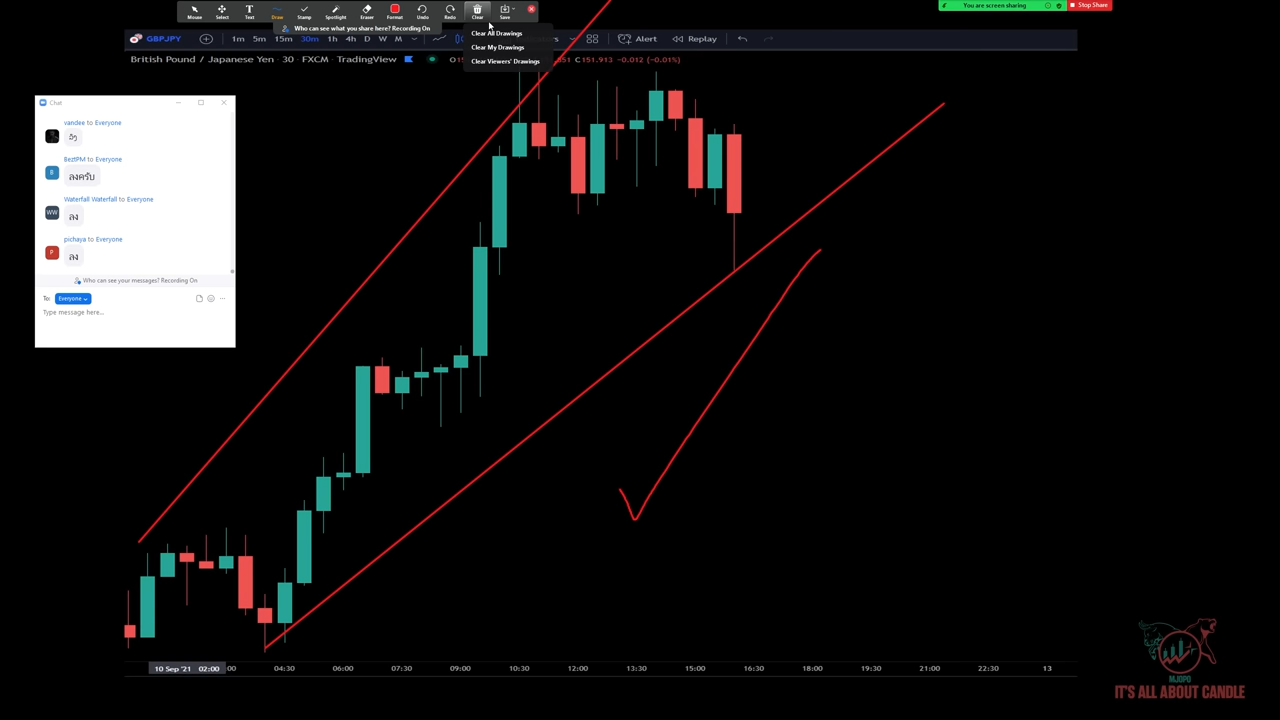 Mouse Select Text Draw Stamp Spotlight Eraser Format Undo Redo Clear Save
Who can see what you share here? Recording On
You are screen sharing
Stop Share
Clear All Drawings
Clear My Drawings
Clear Viewers' Drawings
GBPJPY 1m 5m 15m 30m 1h 4h D W M Alert Replay
British Pound / Japanese Yen · 30 · FXCM · TradingView C151.913 −0.012 (−0.01%)
Chat
vandee to Everyone
BeztPM to Everyone
B
ลงครับ
Waterfall Waterfall to Everyone
WW
ลง
pichaya to Everyone
P
ลง
Who can see your messages? Recording On
To: Everyone
Type message here...
10 Sep '21 02:00 04:30 06:00 07:30 09:00 10:30 12:00 13:30 15:00 16:30 18:00 19:30 21:00 22:30 13
MJOPO
IT'S ALL ABOUT CANDLE